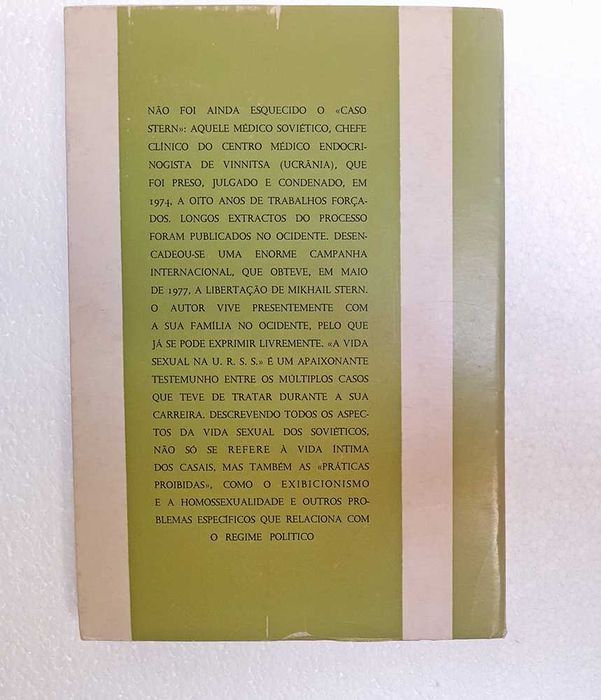 NÃO FOI AINDA ESQUECIDO O «CASO
STERN»: AQUELE MÉDICO SOVIÉTICO, CHEFE
CLÍNICO DO CENTRO MÉDICO ENDOCRI-
NOGISTA DE VINNITSA (UCRÂNIA), QUE
FOI PRESO, JULGADO E CONDENADO, EM
1974, A OITO ANOS DE TRABALHOS FORÇA-
DOS. LONGOS EXTRACTOS DO PROCESSO
FORAM PUBLICADOS NO OCIDENTE. DESEN-
CADEOU-SE UMA ENORME CAMPANHA
INTERNACIONAL, QUE OBTEVE, EM MAIO
DE 1977, A LIBERTAÇÃO DE MIKHAIL STERN.
O AUTOR VIVE PRESENTEMENTE COM
A SUA FAMÍLIA NO OCIDENTE, PELO QUE
JÁ SE PODE EXPRIMIR LIVREMENTE. «A VIDA
SEXUAL NA U. R. S. S.» É UM APAIXONANTE
TESTEMUNHO ENTRE OS MÚLTIPLOS CASOS
QUE TEVE DE TRATAR DURANTE A SUA
CARREIRA. DESCREVENDO TODOS OS ASPEC-
TOS DA VIDA SEXUAL DOS SOVIÉTICOS,
NÃO SÓ SE REFERE À VIDA ÍNTIMA
DOS CASAIS, MAS TAMBÉM AS «PRÁTICAS
PROIBIDAS», COMO O EXIBICIONISMO
E A HOMOSSEXUALIDADE E OUTROS PRO-
BLEMAS ESPECÍFICOS QUE RELACIONA COM
O REGIME POLÍTICO